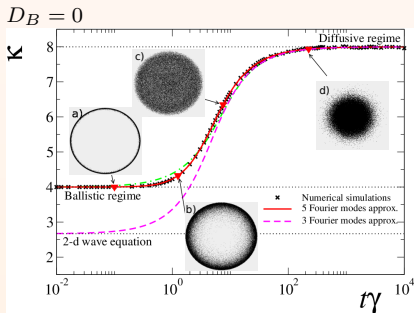 D_B = 0
κ
8
7
6
5
4
3
2
Diffusive regime
c)
a)
d)
Ballistic regime
b)
Numerical simulations
5 Fourier modes approx.
3 Fourier modes approx.
2-d wave equation
10^-2 10^0 10^2 10^4
tγ